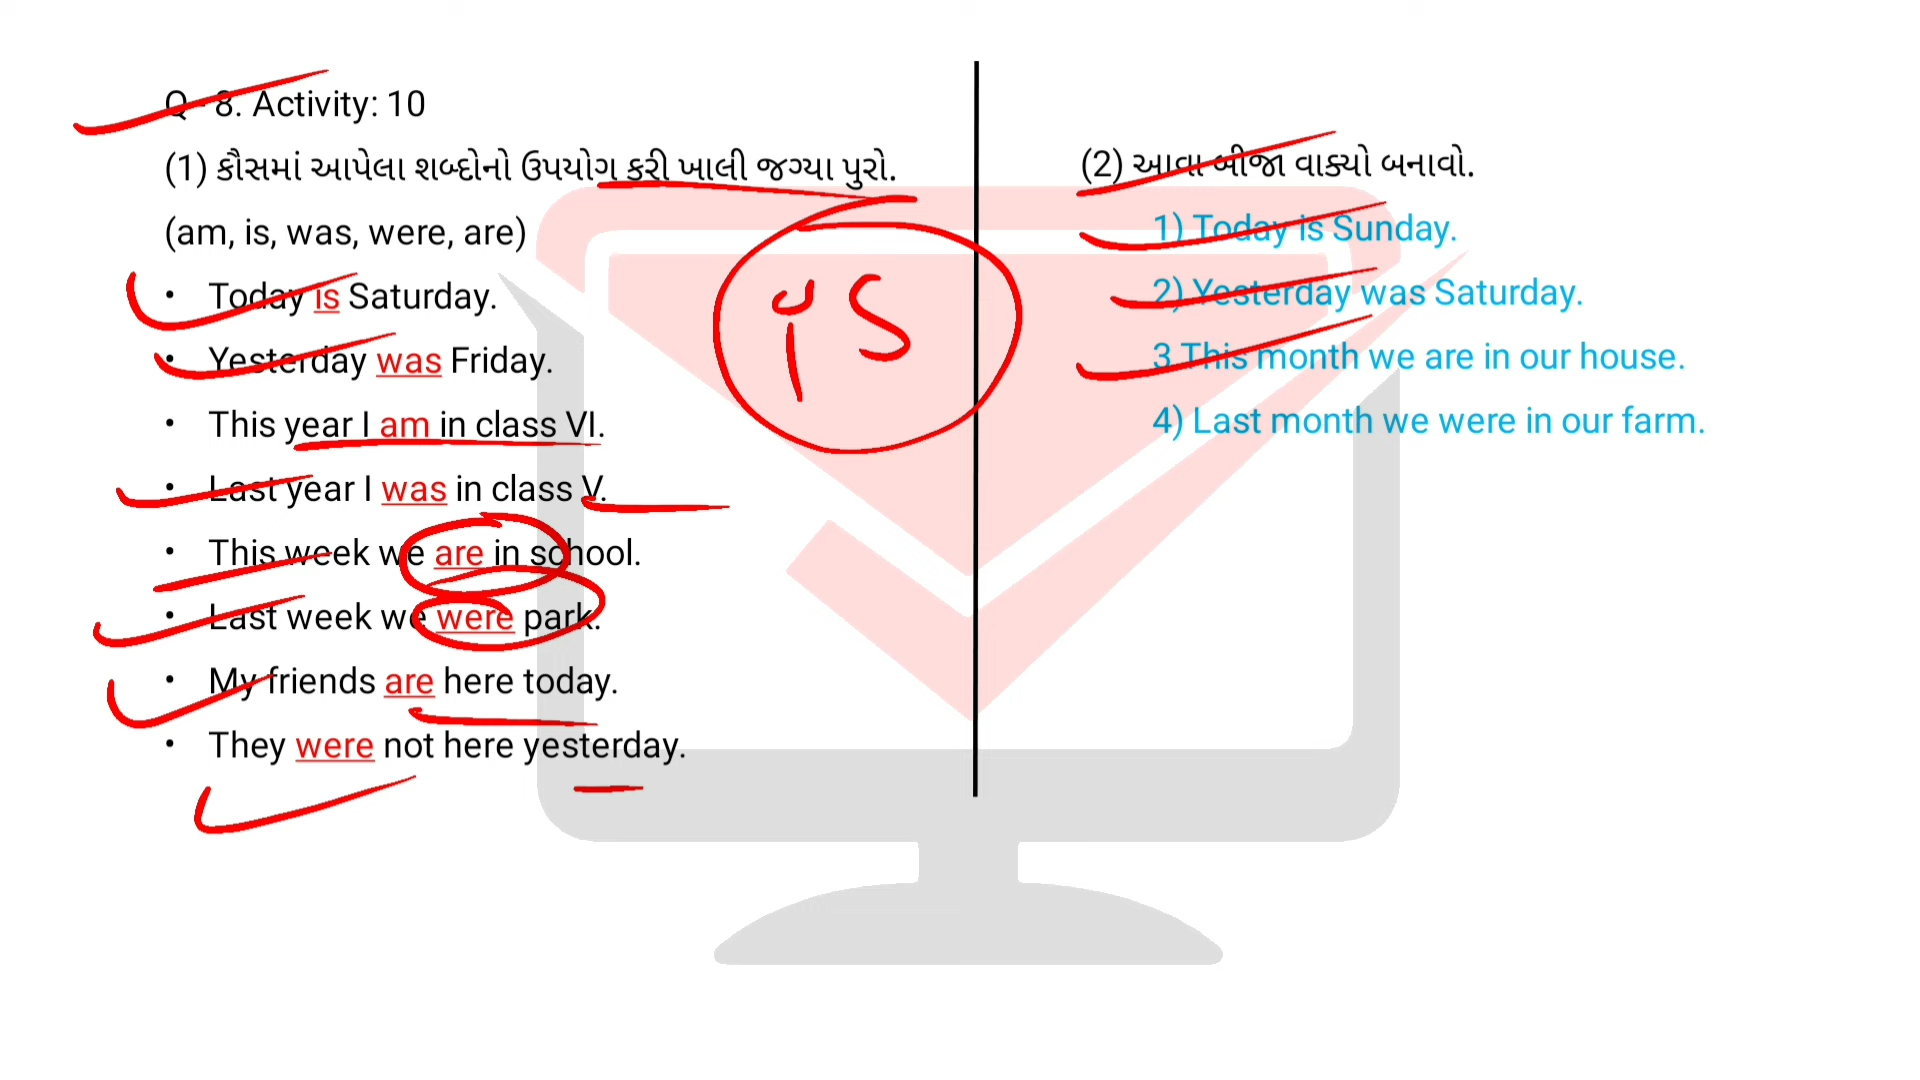 Q - 8. Activity: 10
(1) કૌંસમાં આપેલા શબ્દોનો ઉપયોગ કરી ખાલી જગ્યા પુરો.
(am, is, was, were, are)
• Today is Saturday.
• Yesterday was Friday.
• This year I am in class VI.
• Last year I was in class V.
• This week we are in school.
• Last week we were park.
• My friends are here today.
• They were not here yesterday.
is
(2) આવા બીજા વાક્યો બનાવો.
1) Today is Sunday.
2) Yesterday was Saturday.
3 This month we are in our house.
4) Last month we were in our farm.